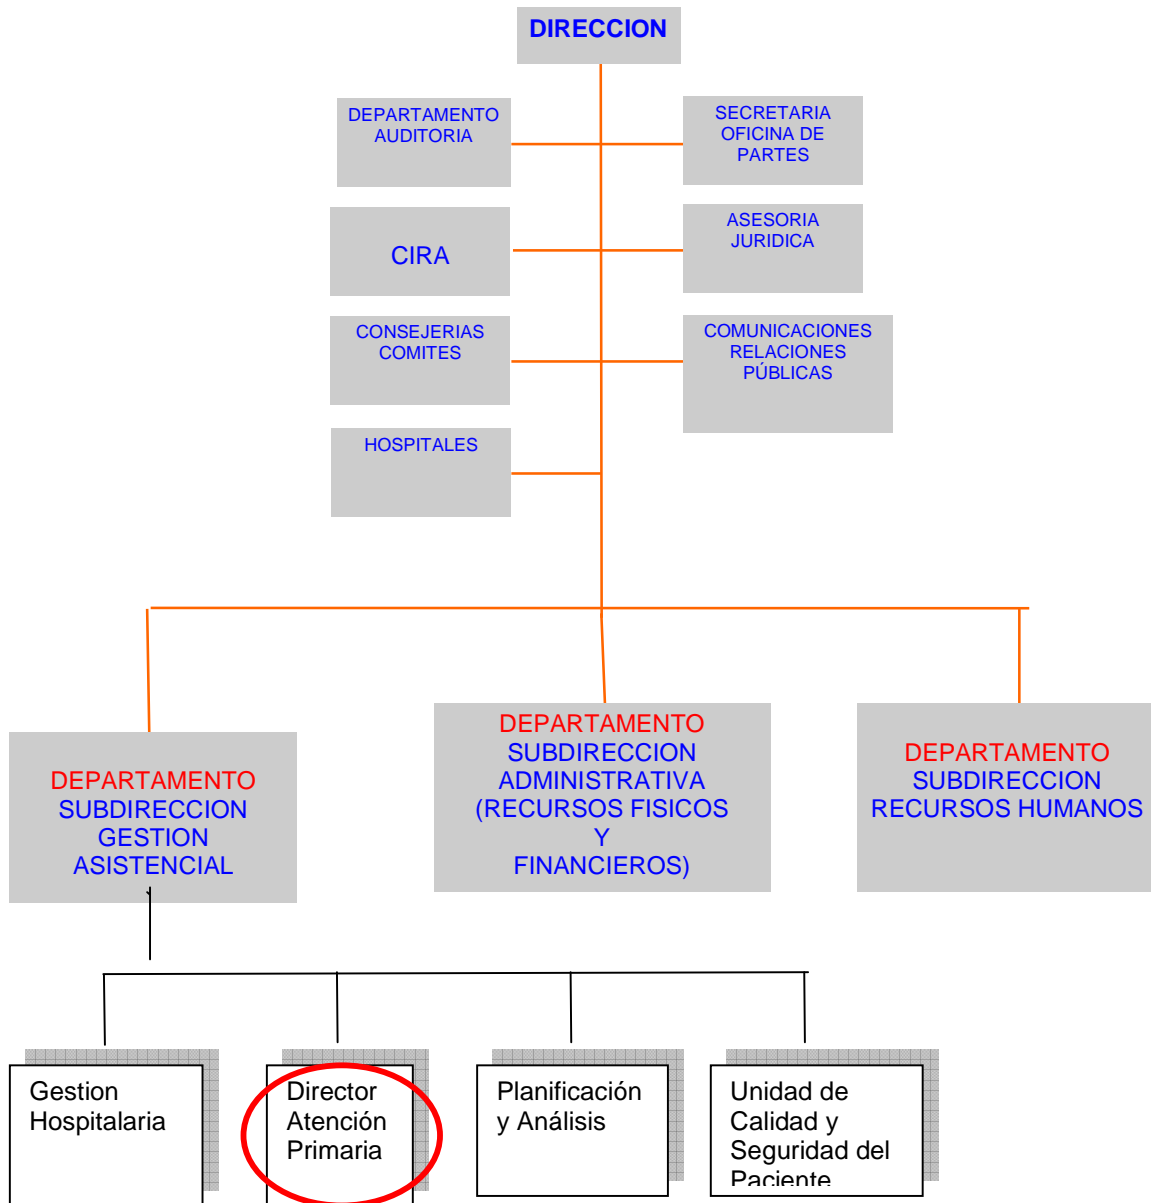 DIRECCION
DEPARTAMENTO
AUDITORIA
SECRETARIA
OFICINA DE
PARTES
CIRA
ASESORIA
JURIDICA
CONSEJERIAS
COMITES
COMUNICACIONES
RELACIONES
PÚBLICAS
HOSPITALES
DEPARTAMENTO
SUBDIRECCION
GESTION
ASISTENCIAL
DEPARTAMENTO
SUBDIRECCION
ADMINISTRATIVA
(RECURSOS FISICOS
Y
FINANCIEROS)
DEPARTAMENTO
SUBDIRECCION
RECURSOS HUMANOS
Gestion
Hospitalaria
Director
Atención
Primaria
Planificación
y Análisis
Unidad de
Calidad y
Seguridad del
Paciente